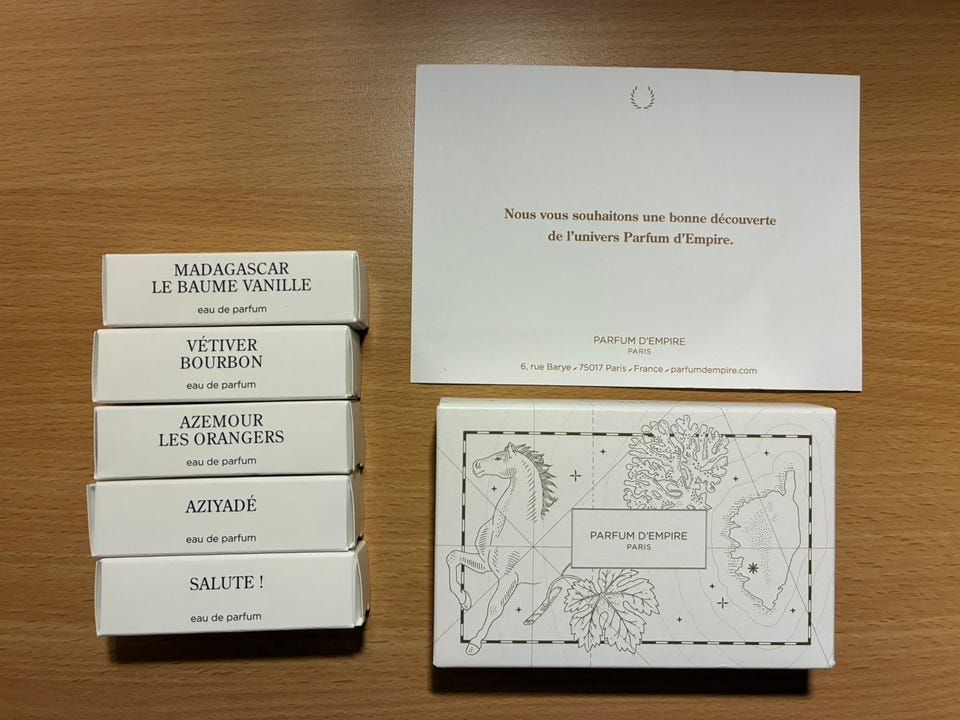 MADAGASCAR
LE BAUME VANILLE
eau de parfum
VÉTIVER
BOURBON
eau de parfum
AZEMOUR
LES ORANGERS
eau de parfum
AZIYADÉ
eau de parfum
SALUTE !
eau de parfum
Nous vous souhaitons une bonne découverte
de l'univers Parfum d'Empire.
PARFUM D'EMPIRE
PARIS
6, rue Barye - 75017 Paris - France - parfumdempire.com
PARFUM D'EMPIRE
PARIS